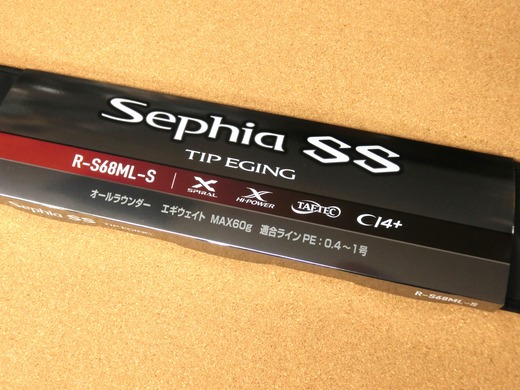 Sephia SS
TIP EGING
R-S68ML-S X SPIRAL X HI-POWER TAFTEC CI4+
オールラウンダー エギウェイト MAX60g 適合ラインPE:0.4~1号
Sephia SS
R-S68ML-S